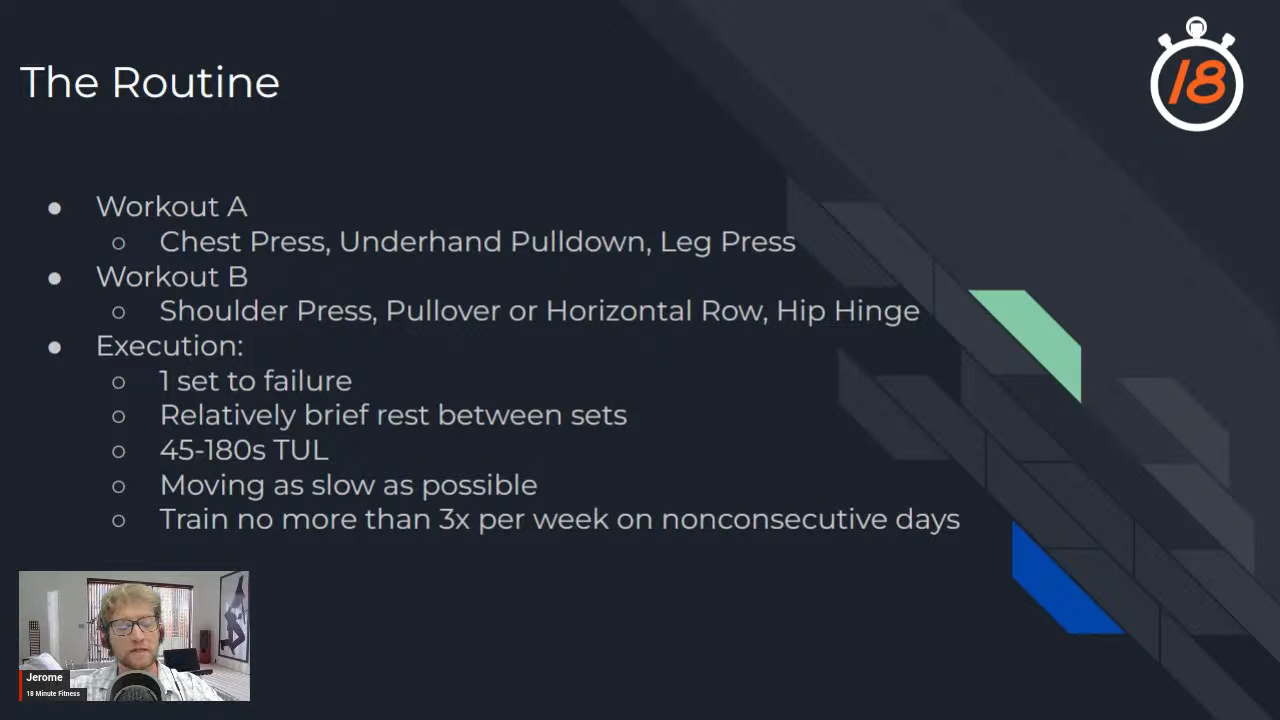 The Routine
18
● Workout A
○ Chest Press, Underhand Pulldown, Leg Press
● Workout B
○ Shoulder Press, Pullover or Horizontal Row, Hip Hinge
● Execution:
○ 1 set to failure
○ Relatively brief rest between sets
○ 45-180s TUL
○ Moving as slow as possible
○ Train no more than 3x per week on nonconsecutive days
Jerome
18 Minute Fitness